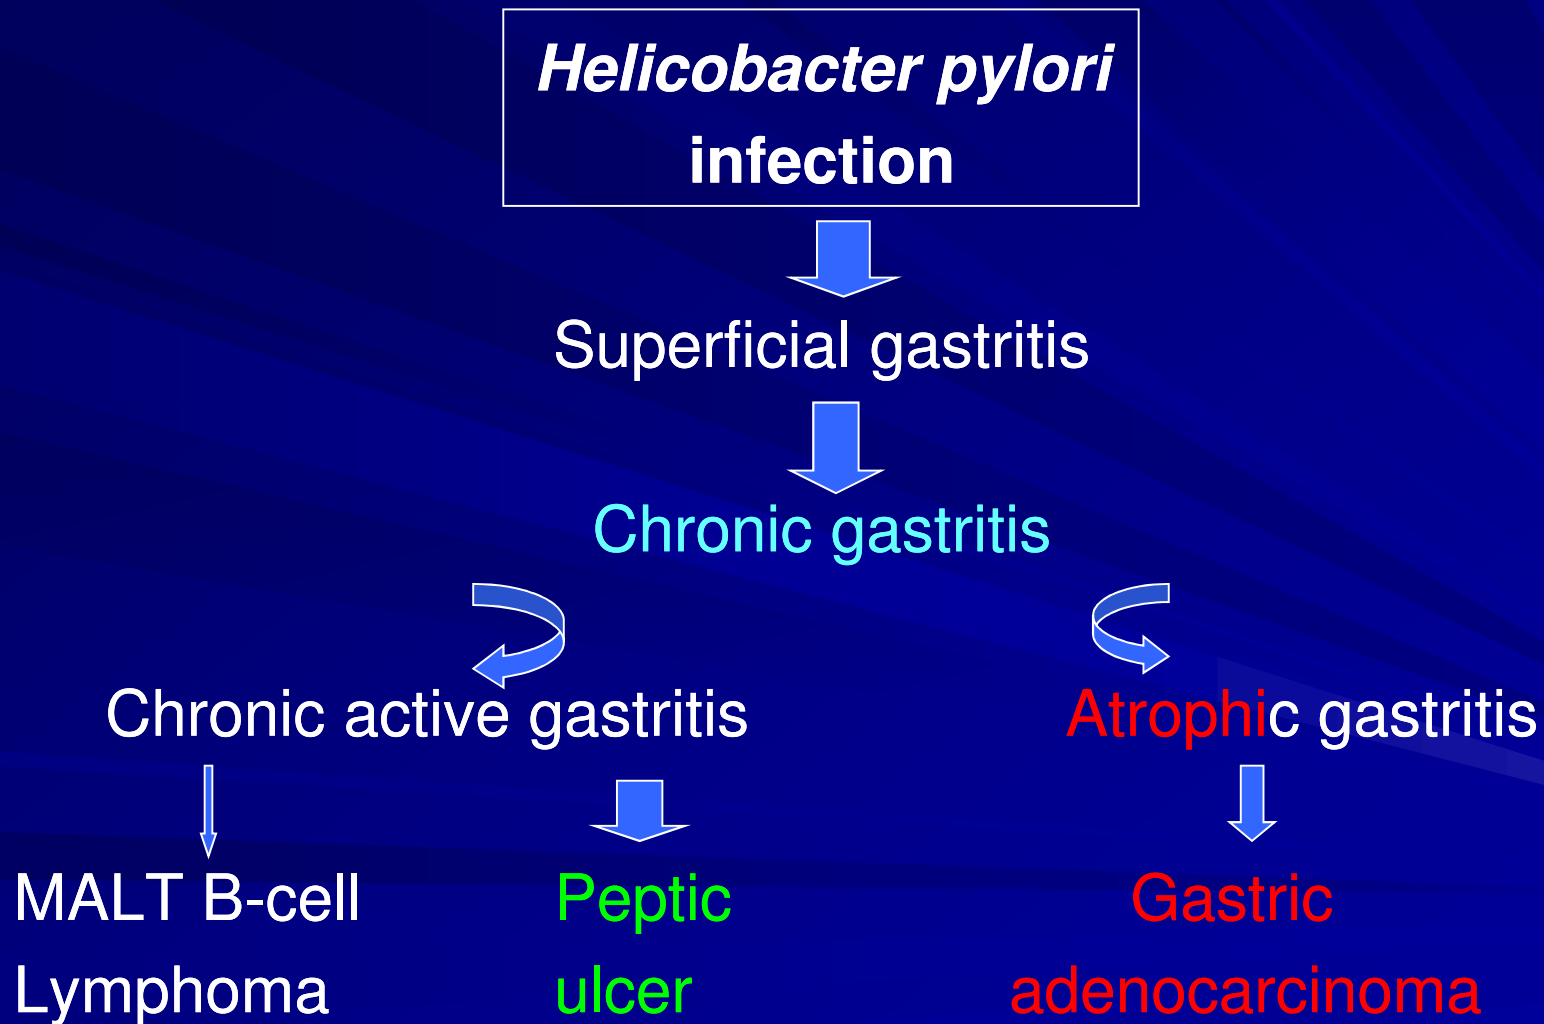 Helicobacter pylori
infection
Superficial gastritis
Chronic gastritis
Chronic active gastritis
Atrophic gastritis
MALT B-cell
Lymphoma
Peptic
ulcer
Gastric
adenocarcinoma